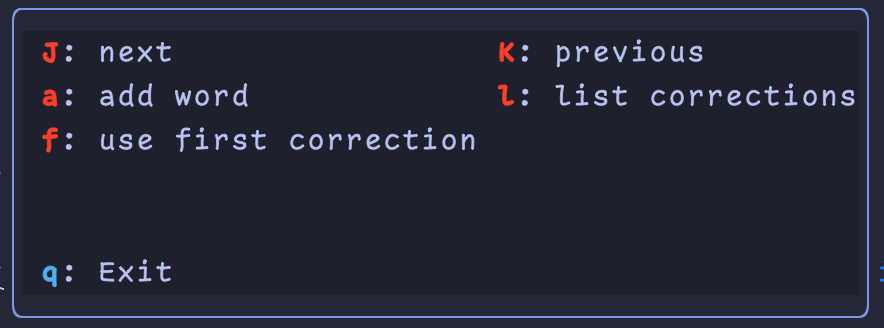 J: next K: previous
a: add word l: list corrections
f: use first correction
q: Exit